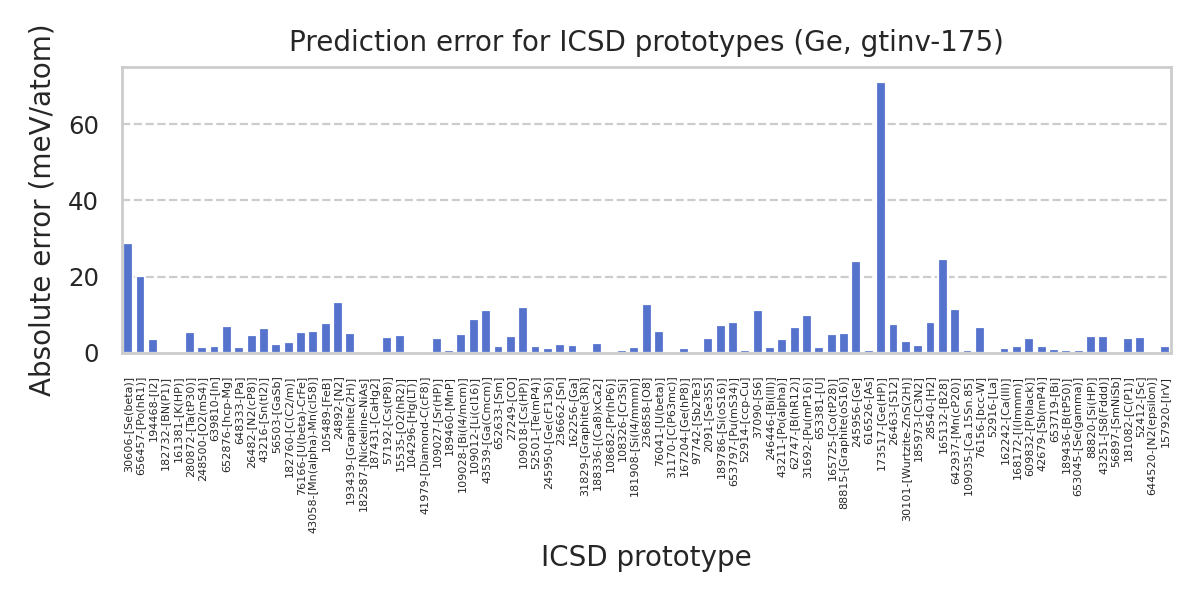 Prediction error for ICSD prototypes (Ge, gtinv-175)
Absolute error (meV/atom)
60
40
20
0
30606-[Se(beta)]
656457-[Po(hR1)]
194468-[I2]
182732-[BN(P1)]
161381-[K(HP)]
280872-[Ta(tP30)]
248500-[O2(mS4)]
639810-[In]
652876-[hcp-Mg]
648333-[Pa]
26482-[N2(cP8)]
43216-[Sn(tI2)]
56503-[GaSb]
182760-[C(C2/m)]
76166-[U(beta)-CrFe]
43058-[Mn(alpha)-Mn(cI58)]
105489-[FeB]
24892-[N2]
193439-[Graphite(2H)]
182587-[Nickeline-NiAs]
187431-[CaHg2]
57192-[Cs(tP8)]
15535-[O2(hR2)]
104296-[Hg(LT)]
41979-[Diamond-C(cF8)]
109027-[Sr(HP)]
189460-[MnP]
109028-[Bi(I4/mcm)]
109012-[Li(cI16)]
43539-[Ga(Cmcm)]
652633-[Sm]
27249-[CO]
109018-[Cs(HP)]
52501-[Te(mP4)]
245950-[Ge(cF136)]
236662-[Sn]
162256-[Ga]
31829-[Graphite(3R)]
188336-[(Ca8)xCa2]
108682-[Pr(hP6)]
108326-[Cr3Si]
181908-[Si(I4/mmm)]
236858-[O8]
76041-[U(beta)]
31170-[C(P63mc)]
167204-[Ge(hP8)]
97742-[Sb2Te3]
2091-[Se3S5]
189786-[Si(oS16)]
653797-[Pu(mS34)]
52914-[ccp-Cu]
37090-[S6]
246446-[Bi(III)]
43211-[Po(alpha)]
62747-[B(hR12)]
31692-[Pu(mP16)]
653381-[U]
165725-[Co(tP28)]
88815-[Graphite(oS16)]
245956-[Ge]
616526-[As]
173517-[Ge(HP)]
26463-[S12]
30101-[Wurtzite-ZnS(2H)]
185973-[C3N2]
28540-[H2]
165132-[B28]
642937-[Mn(cP20)]
109035-[Ca.15Sn.85]
76156-[bcc-W]
52916-[La]
162242-[Ca(III)]
168172-[I(Immm)]
609832-[P(black)]
42679-[Sb(mP4)]
653719-[Bi]
189436-[B(tP50)]
653045-[Se(gamma)]
88820-[Si(HP)]
43251-[S8(Fddd)]
56897-[SmNiSb]
181082-[C(P1)]
52412-[Sc]
644520-[N2(epsilon)]
157920-[IrV]
ICSD prototype